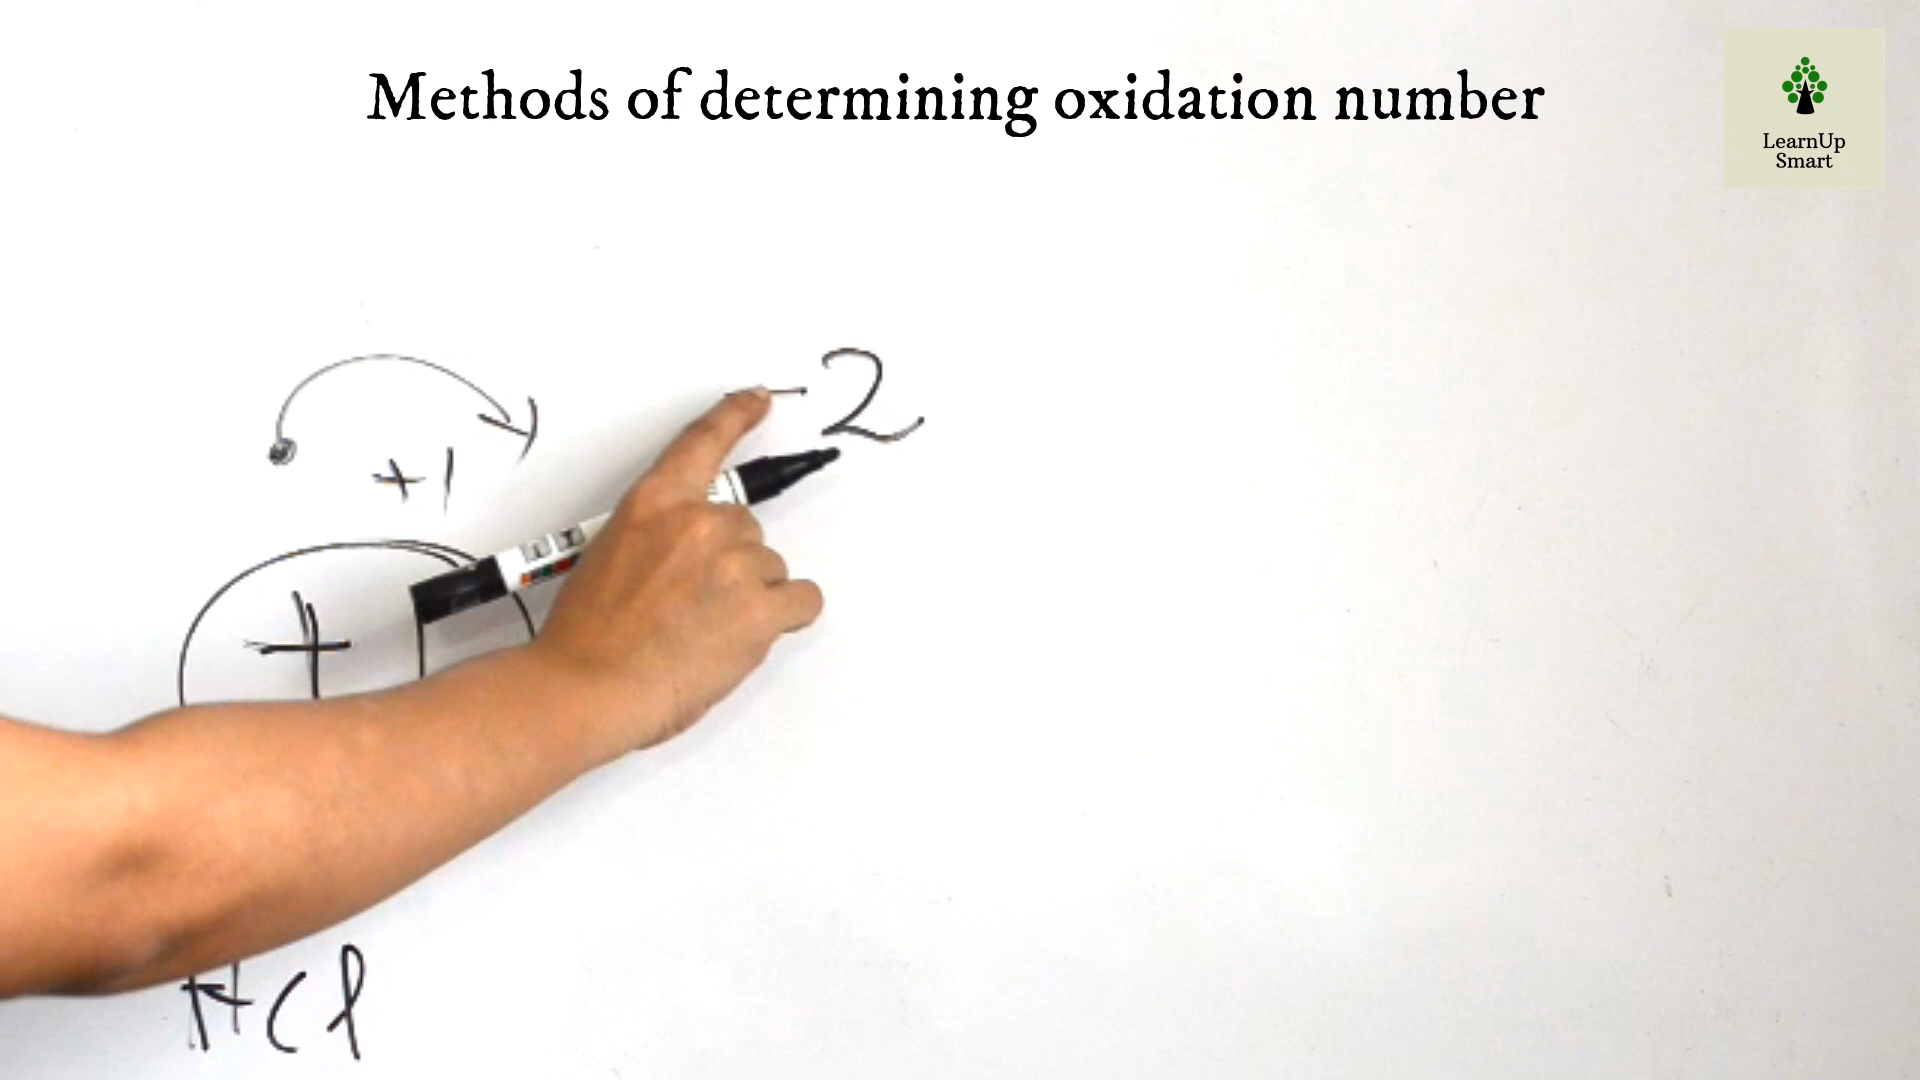 Methods of determining oxidation number
LearnUp
Smart
-2
+1
+
HCl